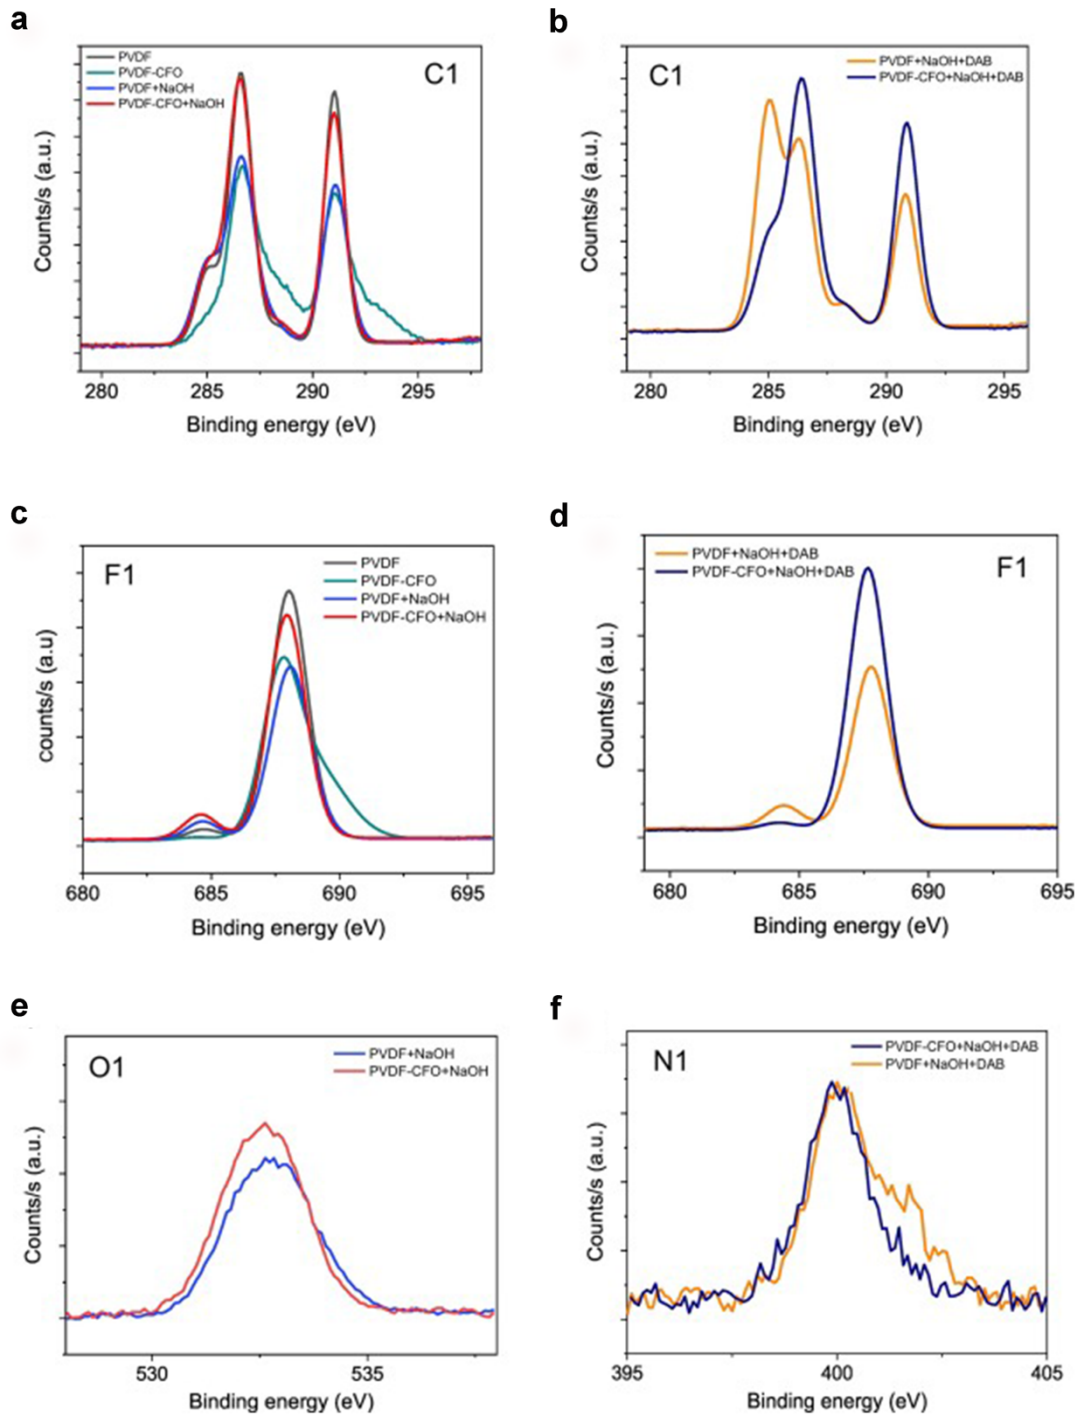 a
PVDF
PVDF-CFO
PVDF+NaOH
PVDF-CFO+NaOH
C1
Counts/s (a.u.)
280 285 290 295
Binding energy (eV)
b
PVDF+NaOH+DAB
PVDF-CFO+NaOH+DAB
C1
Counts/s (a.u.)
280 285 290 295
Binding energy (eV)
c
F1
PVDF
PVDF-CFO
PVDF+NaOH
PVDF-CFO+NaOH
counts/s (a.u)
680 685 690 695
Binding energy (eV)
d
PVDF+NaOH+DAB
PVDF-CFO+NaOH+DAB
F1
Counts/s (a.u.)
680 685 690 695
Binding energy (eV)
e
O1
PVDF+NaOH
PVDF-CFO+NaOH
Counts/s (a.u.)
530 535
Binding energy (eV)
f
N1
PVDF-CFO+NaOH+DAB
PVDF+NaOH+DAB
Counts/s (a.u.)
395 400 405
Binding energy (eV)